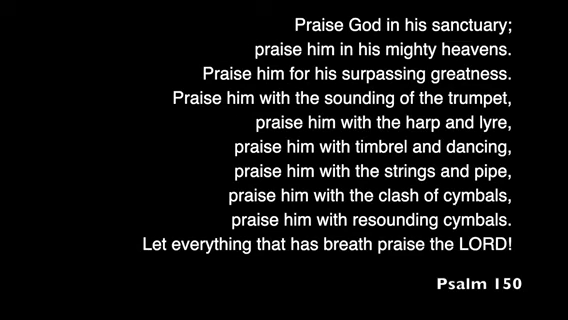 Praise God in his sanctuary;
praise him in his mighty heavens.
Praise him for his surpassing greatness.
Praise him with the sounding of the trumpet,
praise him with the harp and lyre,
praise him with timbrel and dancing,
praise him with the strings and pipe,
praise him with the clash of cymbals,
praise him with resounding cymbals.
Let everything that has breath praise the LORD!
Psalm 150